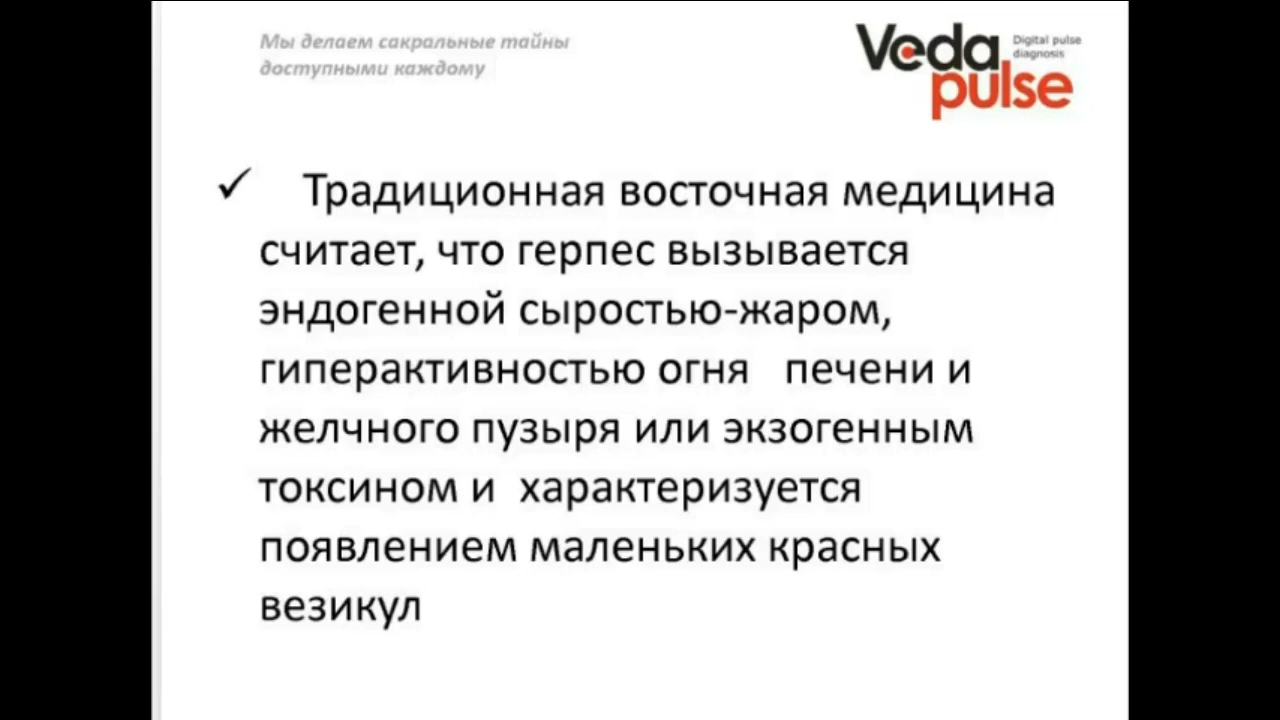 Мы делаем сакральные тайны
доступными каждому
Veda
pulse
Digital pulse
diagnosis
✓ Традиционная восточная медицина
считает, что герпес вызывается
эндогенной сыростью-жаром,
гиперактивностью огня печени и
желчного пузыря или экзогенным
токсином и характеризуется
появлением маленьких красных
везикул